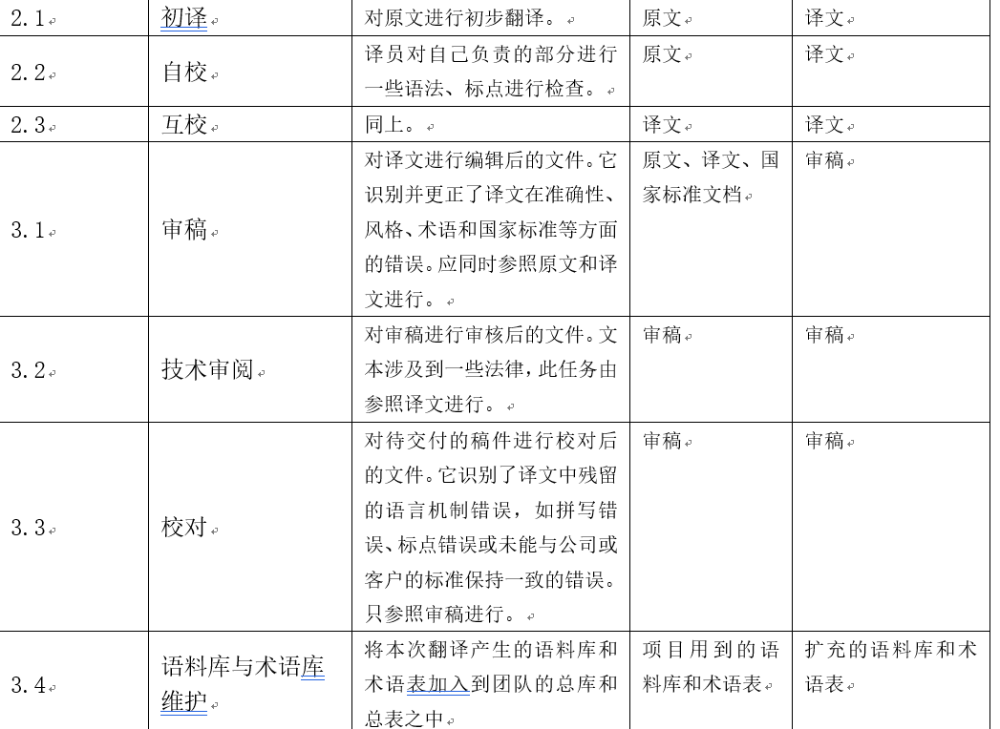 2.1 初译 对原文进行初步翻译。 原文 译文
2.2 自校 译员对自己负责的部分进行 原文 译文
一些语法、标点进行检查。
2.3 互校 同上。 译文 译文
3.1 审稿 对译文进行编辑后的文件。它 原文、译文、国 审稿
识别并更正了译文在准确性、 家标准文档
风格、术语和国家标准等方面
的错误。应同时参照原文和译
文进行。
3.2 技术审阅 对审稿进行审核后的文件。文 审稿 审稿
本涉及到一些法律，此任务由
参照译文进行。
3.3 校对 对待交付的稿件进行校对后 审稿 审稿
的文件。它识别了译文中残留
的语言机制错误，如拼写错
误、标点错误或未能与公司或
客户的标准保持一致的错误。
只参照审稿进行。
3.4 语料库与术语库 将本次翻译产生的语料库和 项目用到的语 扩充的语料库和术
维护 术语表加入到团队的总库和 料库和术语表 语表
总表之中